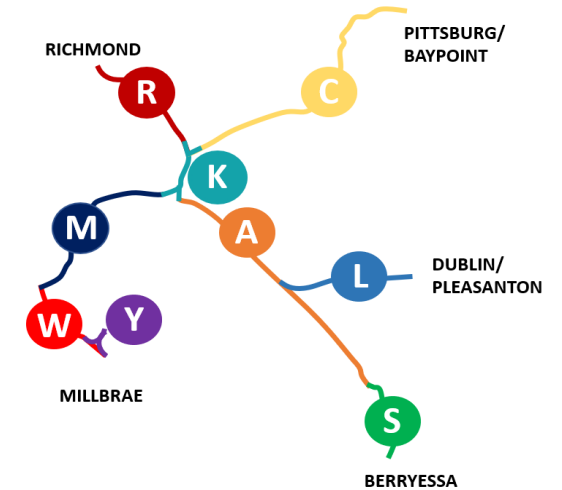 RICHMOND
PITTSBURG/
BAYPOINT
R
C
K
M
A
L
DUBLIN/
PLEASANTON
W
Y
MILLBRAE
S
BERRYESSA